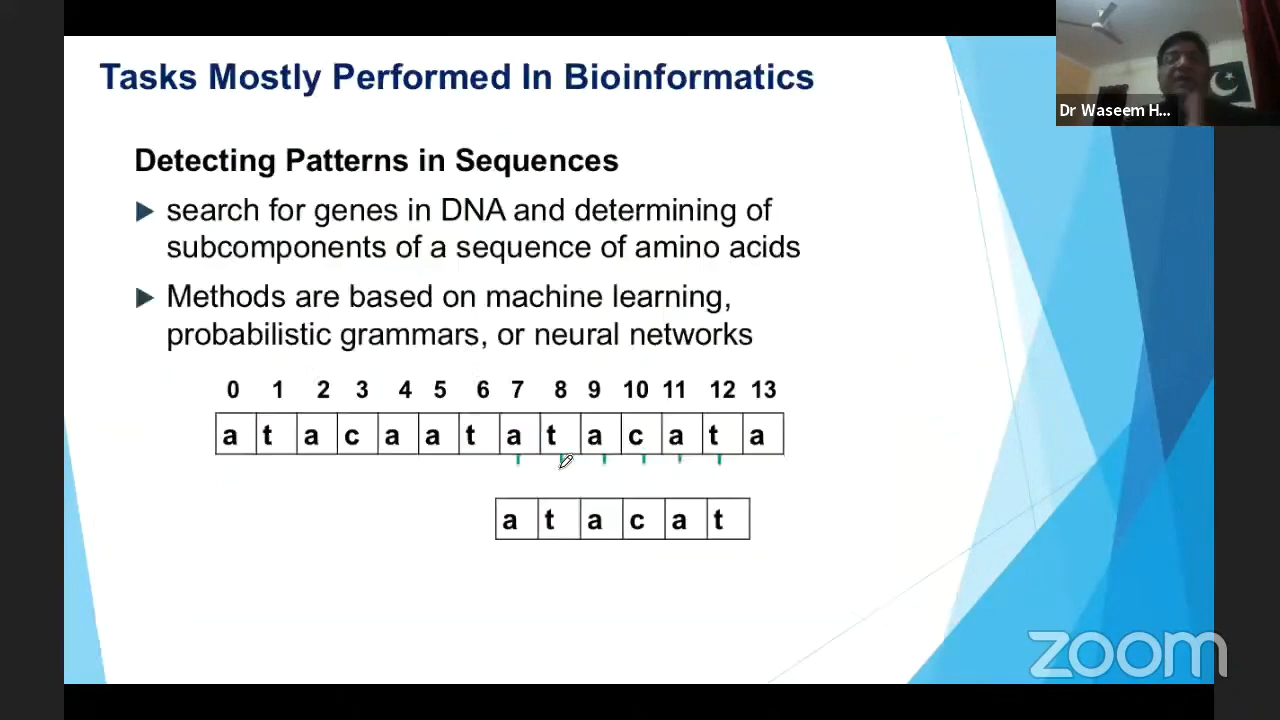 Tasks Mostly Performed In Bioinformatics
Dr Waseem H...
Detecting Patterns in Sequences
search for genes in DNA and determining of
subcomponents of a sequence of amino acids
Methods are based on machine learning,
probabilistic grammars, or neural networks
0 1 2 3 4 5 6 7 8 9 10 11 12 13
a t a c a a t a t a c a t a
a t a c a t
zoom